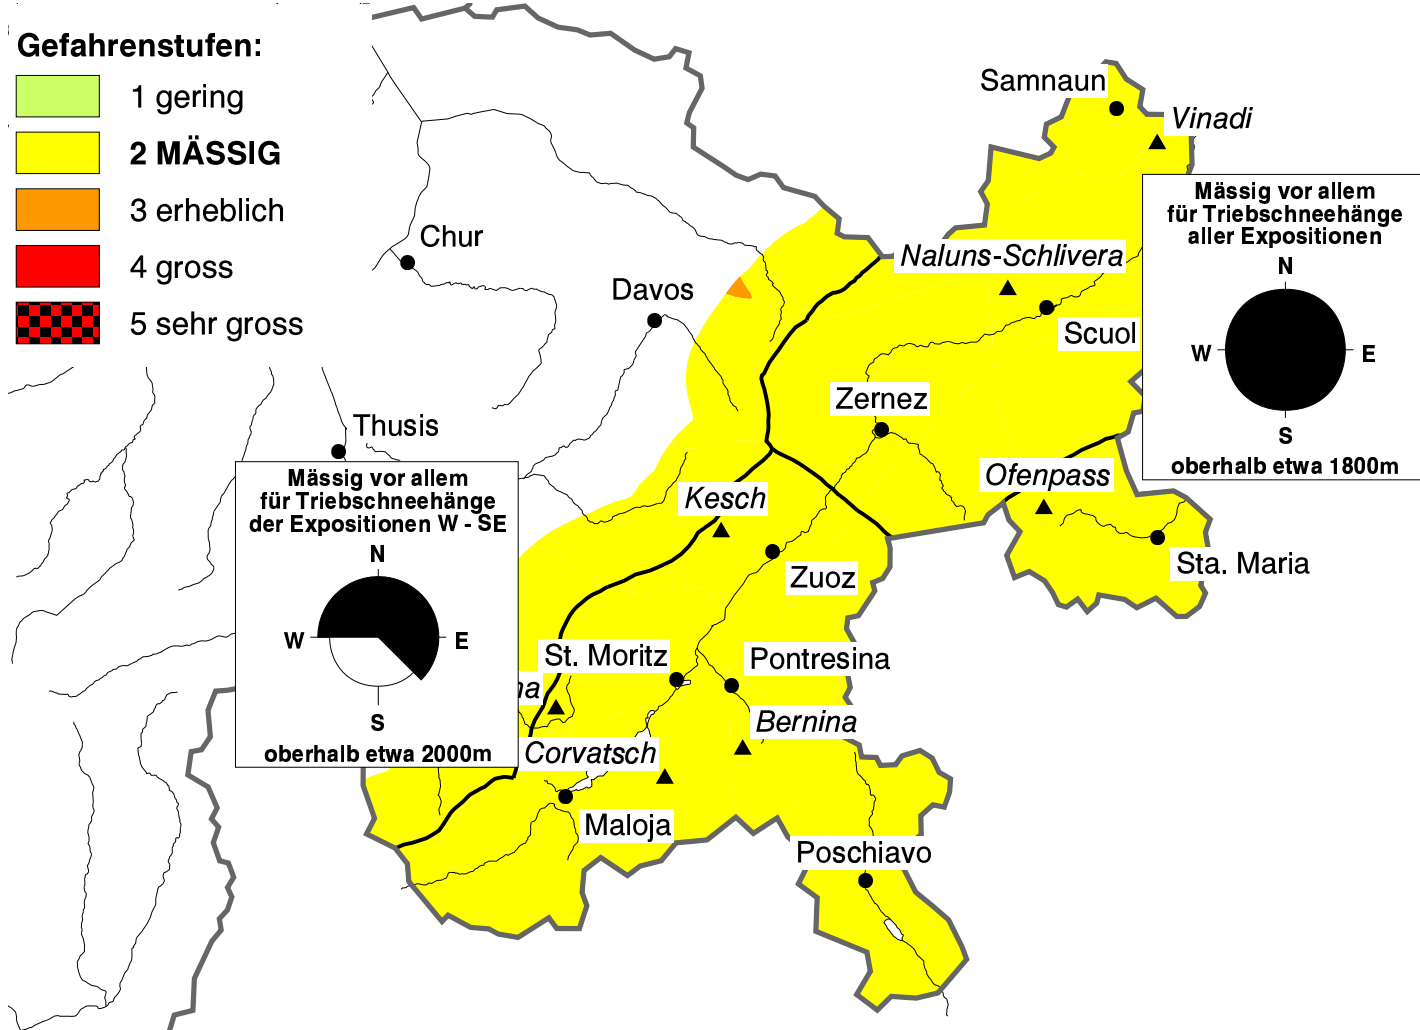 Gefahrenstufen:
1 gering
2 MÄSSIG
3 erheblich
4 gross
5 sehr gross
Samnaun
Vinadi
Mässig vor allem
für Triebschneehänge
aller Expositionen
N
W
E
S
oberhalb etwa 1800m
Chur
Naluns-Schlivera
Davos
Scuol
Zernez
Thusis
Ofenpass
Kesch
Mässig vor allem
für Triebschneehänge
der Expositionen W - SE
N
W
E
S
oberhalb etwa 2000m
Sta. Maria
Zuoz
St. Moritz
Pontresina
na
Bernina
Corvatsch
Maloja
Poschiavo